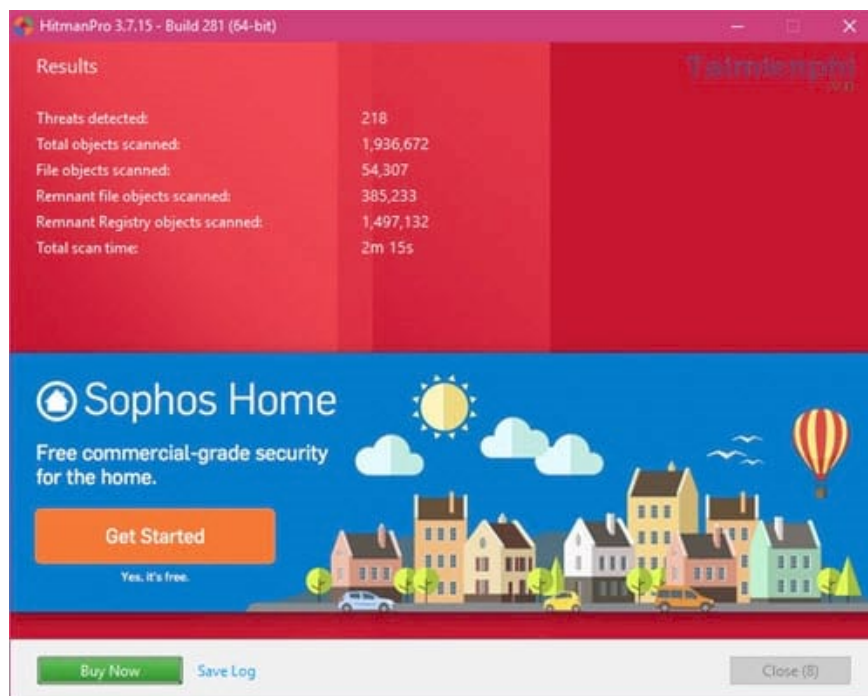 HitmanPro 3.7.15 - Build 281 (64-bit)
Results
Taimienphi
.vn
Threats detected: 218
Total objects scanned: 1,936,672
File objects scanned: 54,307
Remnant file objects scanned: 385,233
Remnant Registry objects scanned: 1,497,132
Total scan time: 2m 15s
Sophos Home
Free commercial-grade security
for the home.
Get Started
Yes, it's free.
Buy Now Save Log Close (8)